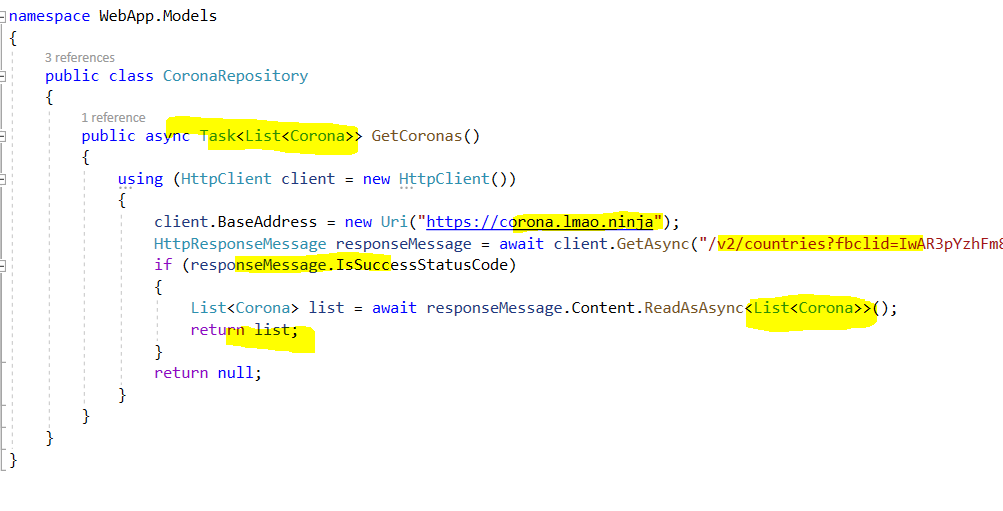 namespace WebApp.Models
{
3 references
public class CoronaRepository
{
1 reference
public async Task<List<Corona>> GetCoronas()
{
using (HttpClient client = new HttpClient())
{
client.BaseAddress = new Uri("https://corona.lmao.ninja");
HttpResponseMessage responseMessage = await client.GetAsync("/v2/countries?fbclid=IwAR3pYzhFm8
if (responseMessage.IsSuccessStatusCode)
{
List<Corona> list = await responseMessage.Content.ReadAsAsync<List<Corona>>();
return list;
}
return null;
}
}
}
}